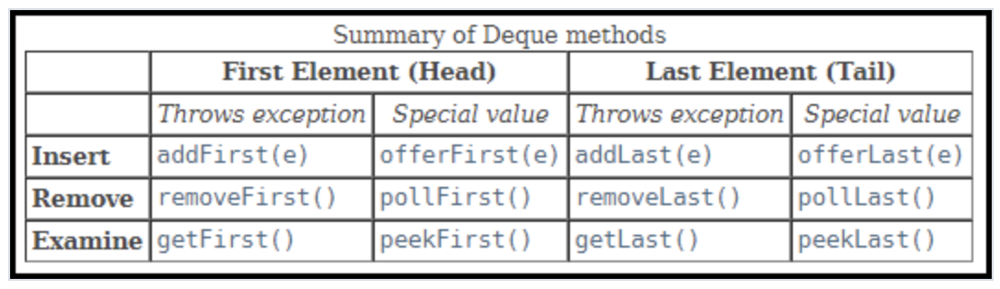 Summary of Deque methods
First Element (Head) Last Element (Tail)
Throws exception Special value Throws exception Special value
Insert addFirst(e) offerFirst(e) addLast(e) offerLast(e)
Remove removeFirst() pollFirst() removeLast() pollLast()
Examine getFirst() peekFirst() getLast() peekLast()